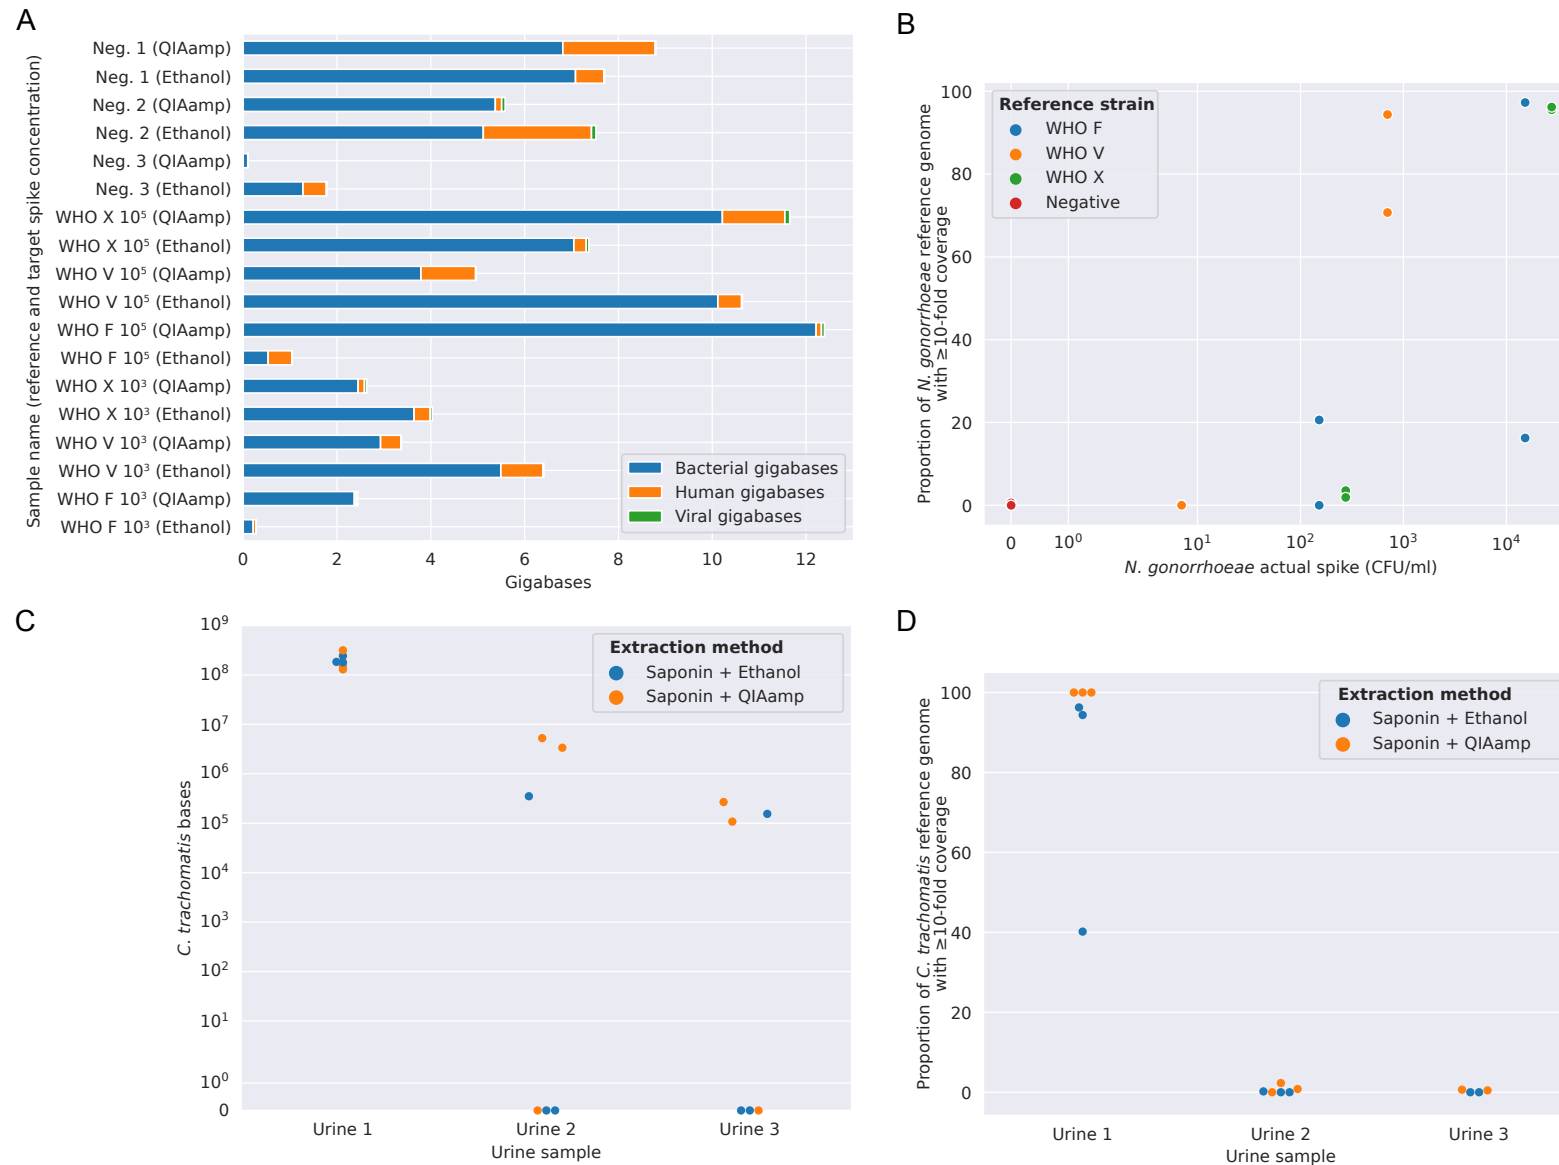 A
Sample name (reference and target spike concentration)
Neg. 1 (QIAamp)
Neg. 1 (Ethanol)
Neg. 2 (QIAamp)
Neg. 2 (Ethanol)
Neg. 3 (QIAamp)
Neg. 3 (Ethanol)
WHO X 10⁵ (QIAamp)
WHO X 10⁵ (Ethanol)
WHO V 10⁵ (QIAamp)
WHO V 10⁵ (Ethanol)
WHO F 10⁵ (QIAamp)
WHO F 10⁵ (Ethanol)
WHO X 10³ (QIAamp)
WHO X 10³ (Ethanol)
WHO V 10³ (QIAamp)
WHO V 10³ (Ethanol)
WHO F 10³ (QIAamp)
WHO F 10³ (Ethanol)
Bacterial gigabases
Human gigabases
Viral gigabases
0 2 4 6 8 10 12
Gigabases
B
Proportion of N. gonorrhoeae reference genome
with ≥10-fold coverage
100
80
60
40
20
0
Reference strain
WHO F
WHO V
WHO X
Negative
0 10⁰ 10¹ 10² 10³ 10⁴
N. gonorrhoeae actual spike (CFU/ml)
C
C. trachomatis bases
10⁹
10⁸
10⁷
10⁶
10⁵
10⁴
10³
10²
10¹
10⁰
0
Extraction method
Saponin + Ethanol
Saponin + QIAamp
Urine 1 Urine 2 Urine 3
Urine sample
D
Proportion of C. trachomatis reference genome
with ≥10-fold coverage
100
80
60
40
20
0
Extraction method
Saponin + Ethanol
Saponin + QIAamp
Urine 1 Urine 2 Urine 3
Urine sample